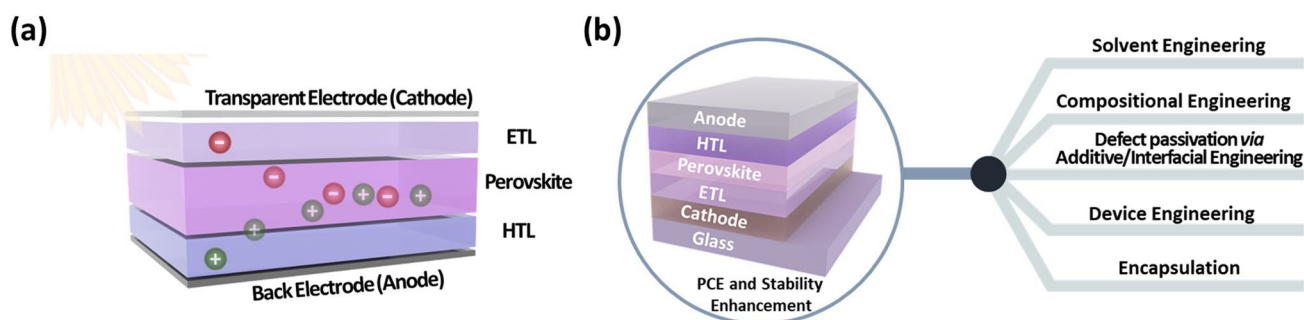 (a)
Transparent Electrode (Cathode)
−
ETL
−
Perovskite
− + − +
+
+
HTL
+
Back Electrode (Anode)
(b)
Anode
HTL
Perovskite
ETL
Cathode
Glass
PCE and Stability
Enhancement
Solvent Engineering
Compositional Engineering
Defect passivation via
Additive/Interfacial Engineering
Device Engineering
Encapsulation